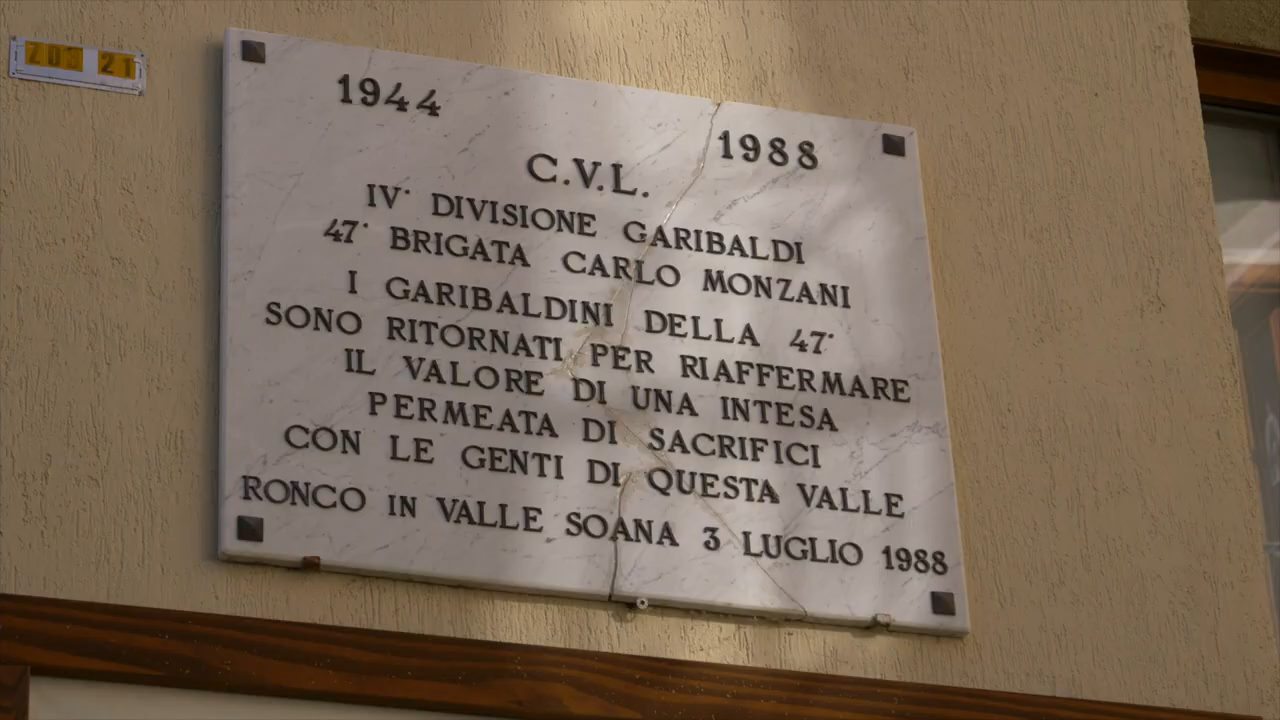 1944 1988
C.V.L.
IV· DIVISIONE GARIBALDI
47· BRIGATA CARLO MONZANI
I GARIBALDINI DELLA 47·
SONO RITORNATI PER RIAFFERMARE
IL VALORE DI UNA INTESA
PERMEATA DI SACRIFICI
CON LE GENTI DI QUESTA VALLE
RONCO IN VALLE SOANA 3 LUGLIO 1988
21